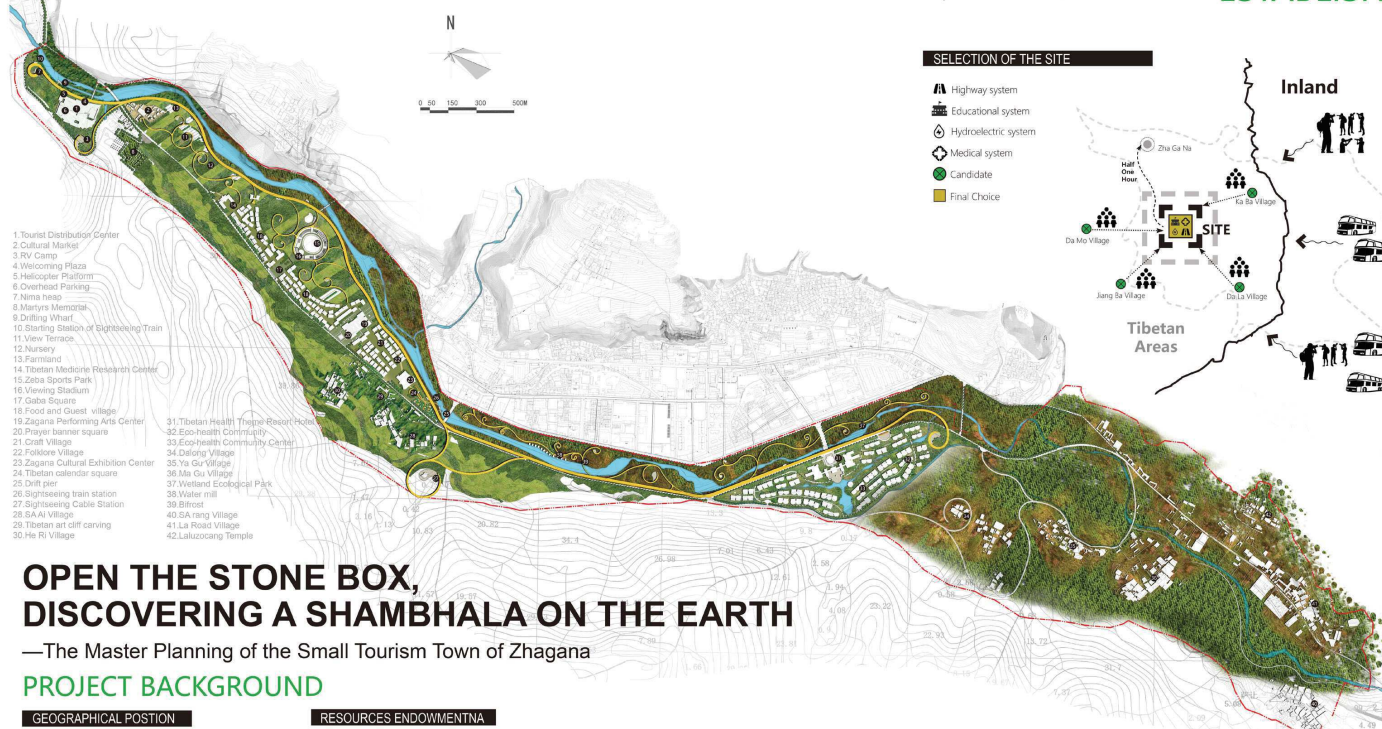 N
0 50 150 300 500M
SELECTION OF THE SITE
Highway system
Educational system
Hydroelectric system
Medical system
Candidate
Final Choice
Inland
Zha Ga Na
Half
One
Hour
Ka Ba Village
SITE
Da Mo Village
Jiang Ba Village
Da La Village
Tibetan
Areas
1.Tourist Distribution Center
2.Cultural Market
3.RV Camp
4.Welcoming Plaza
5.Helicopter Platform
6.Overhead Parking
7.Nima heap
8.Martyrs Memorial
9.Drifting Wharf
10.Starting Station of Sightseeing Train
11.View Terrace
12.Nursery
13.Farmland
14.Tibetan Medicine Research Center
15.Zeba Sports Park
16.Viewing Stadium
17.Gaba Square
18.Food and Guest village
19.Zagana Performing Arts Center
20.Prayer banner square
21.Craft Village
22.Folklore Village
23.Zagana Cultural Exhibition Center
24.Tibetan calendar square
25.Drift pier
26.Sightseeing train station
27.Sightseeing Cable Station
28.SA Ai Village
29.Tibetan art cliff carving
30.He Ri Village
31.Tibetan Health Theme Resort Hotel
32.Eco-health Community
33.Eco-health Community Center
34.Dalong Village
35.Ya Gu Village
36.Ma Gu Village
37.Wetland Ecological Park
38.Water mill
39.Bifrost
40.SA rang Village
41.La Road Village
42.Laluzocang Temple
OPEN THE STONE BOX,
DISCOVERING A SHAMBHALA ON THE EARTH
—The Master Planning of the Small Tourism Town of Zhagana
PROJECT BACKGROUND
GEOGRAPHICAL POSTION
RESOURCES ENDOWMENTNA